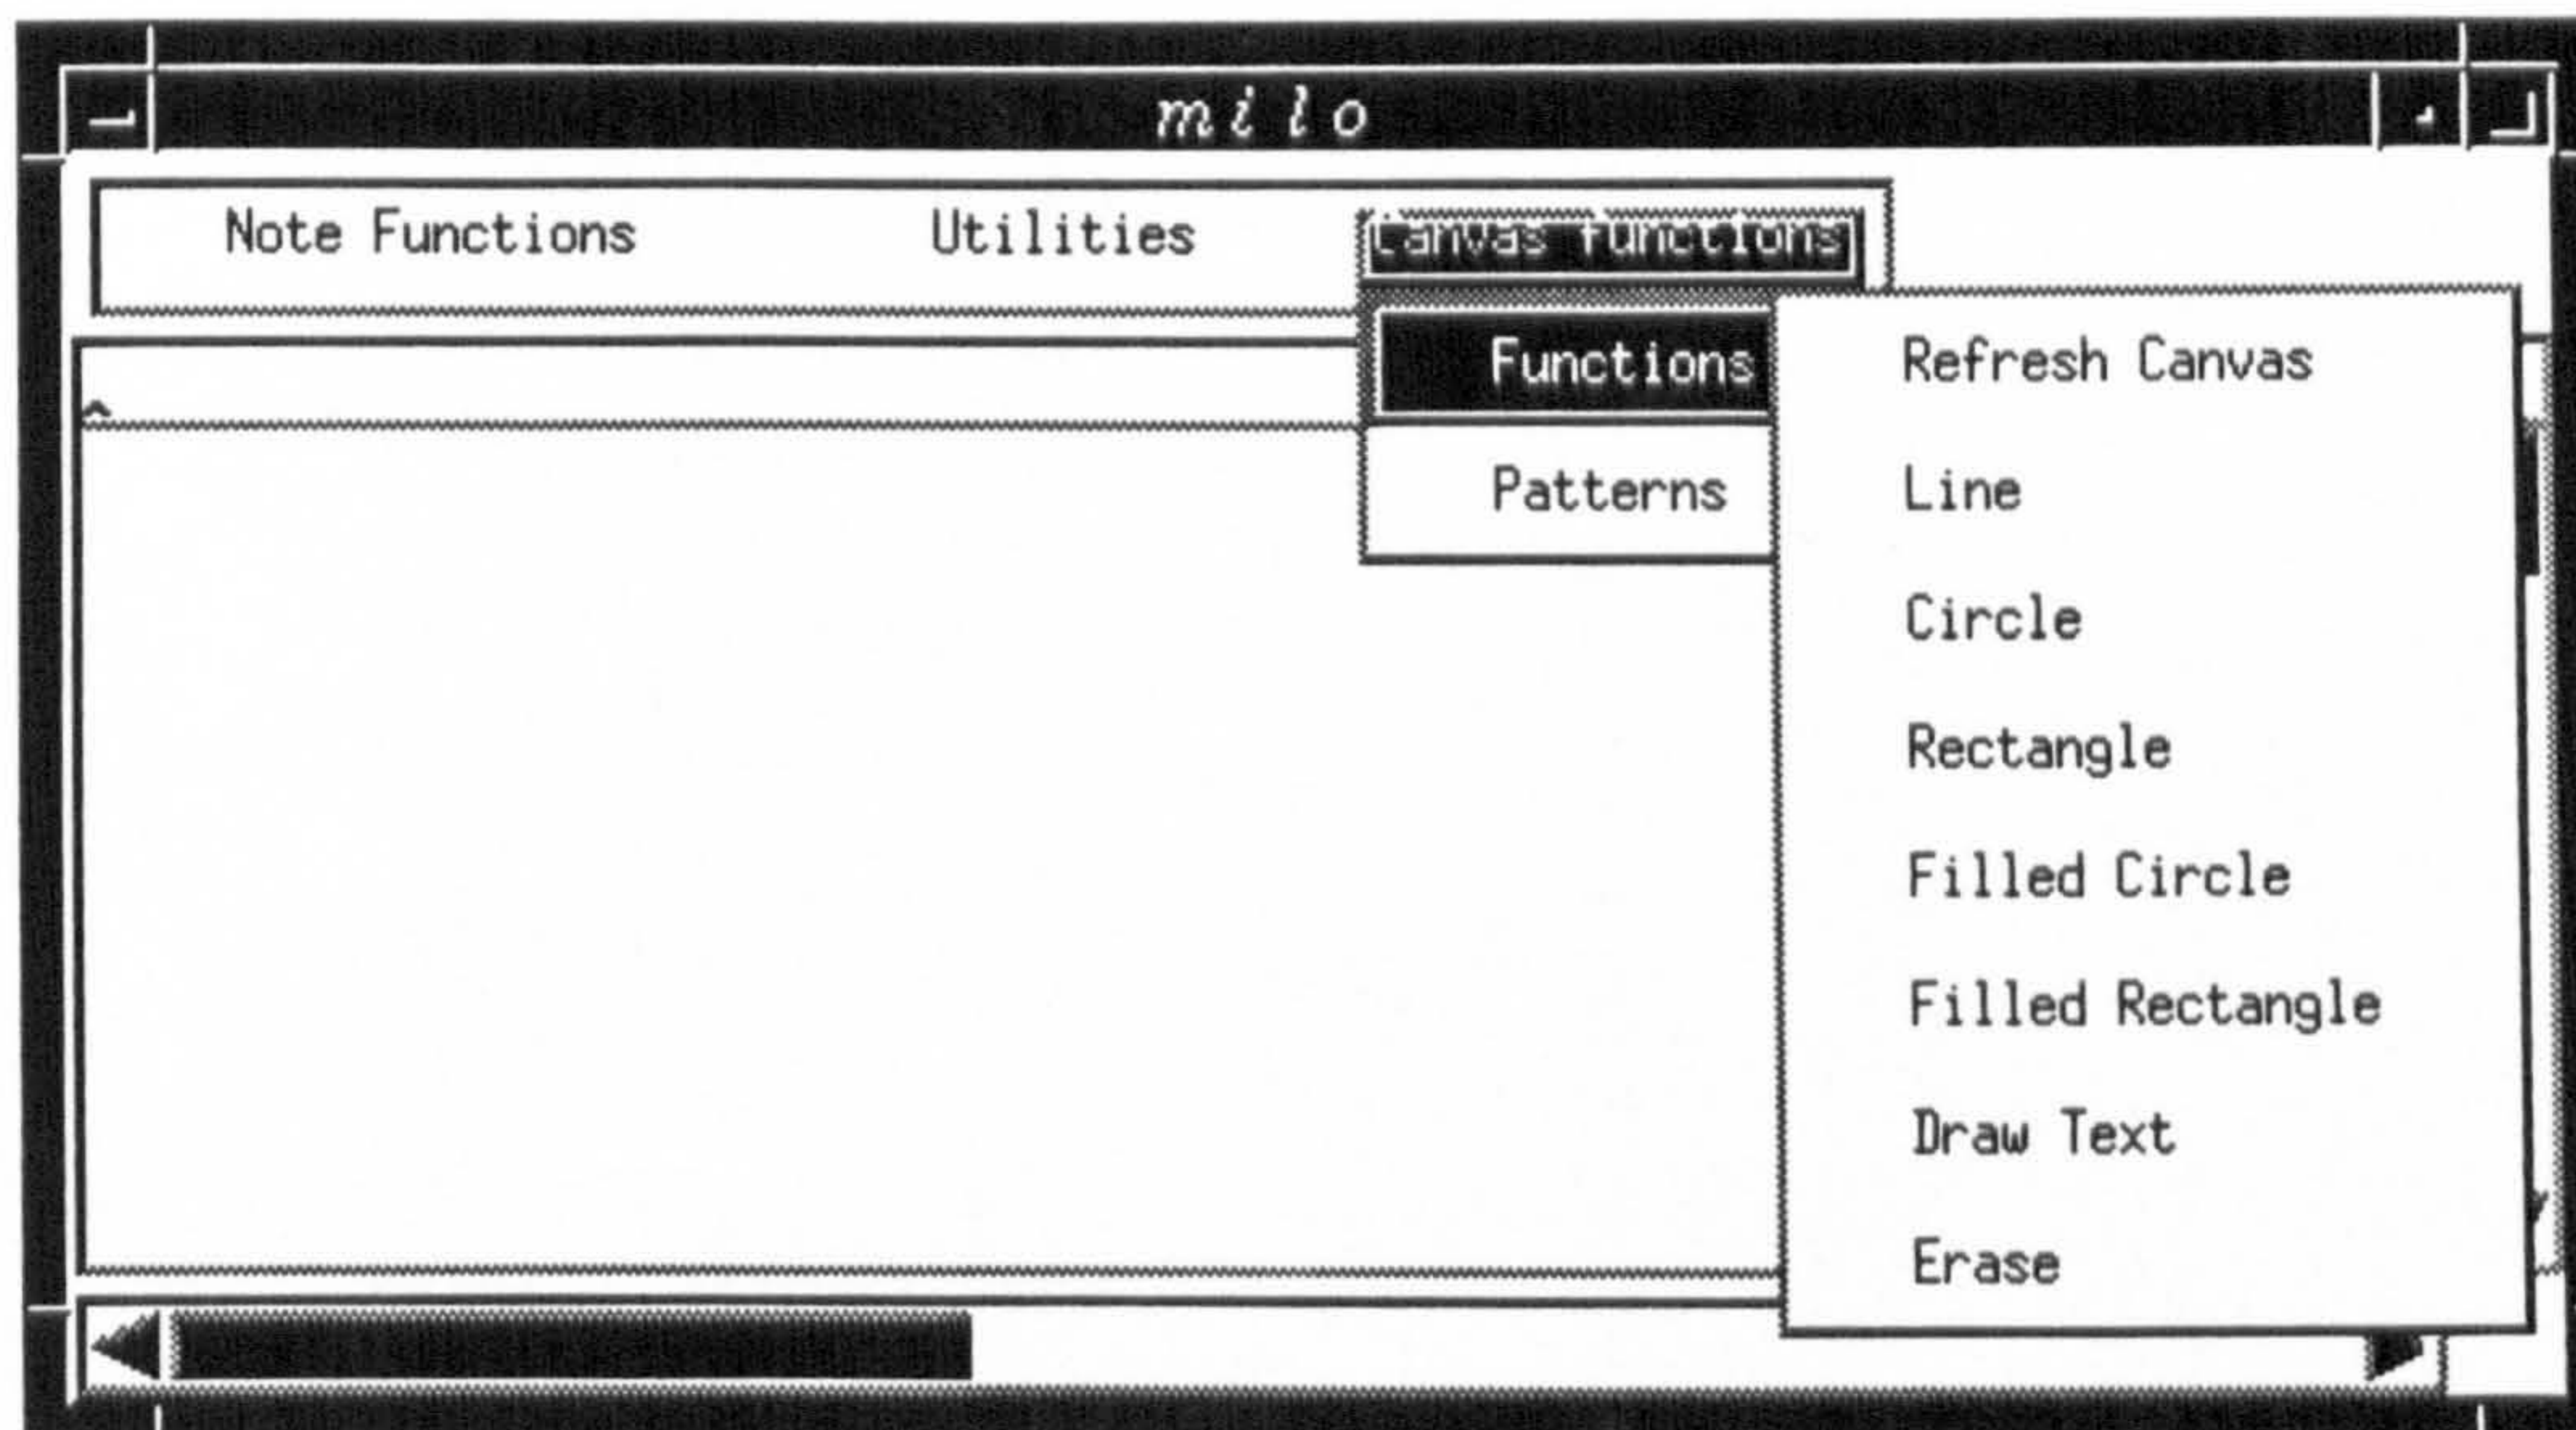 milo
Note Functions Utilities Canvas functions
Functions Refresh Canvas
Patterns Line
Circle
Rectangle
Filled Circle
Filled Rectangle
Draw Text
Erase